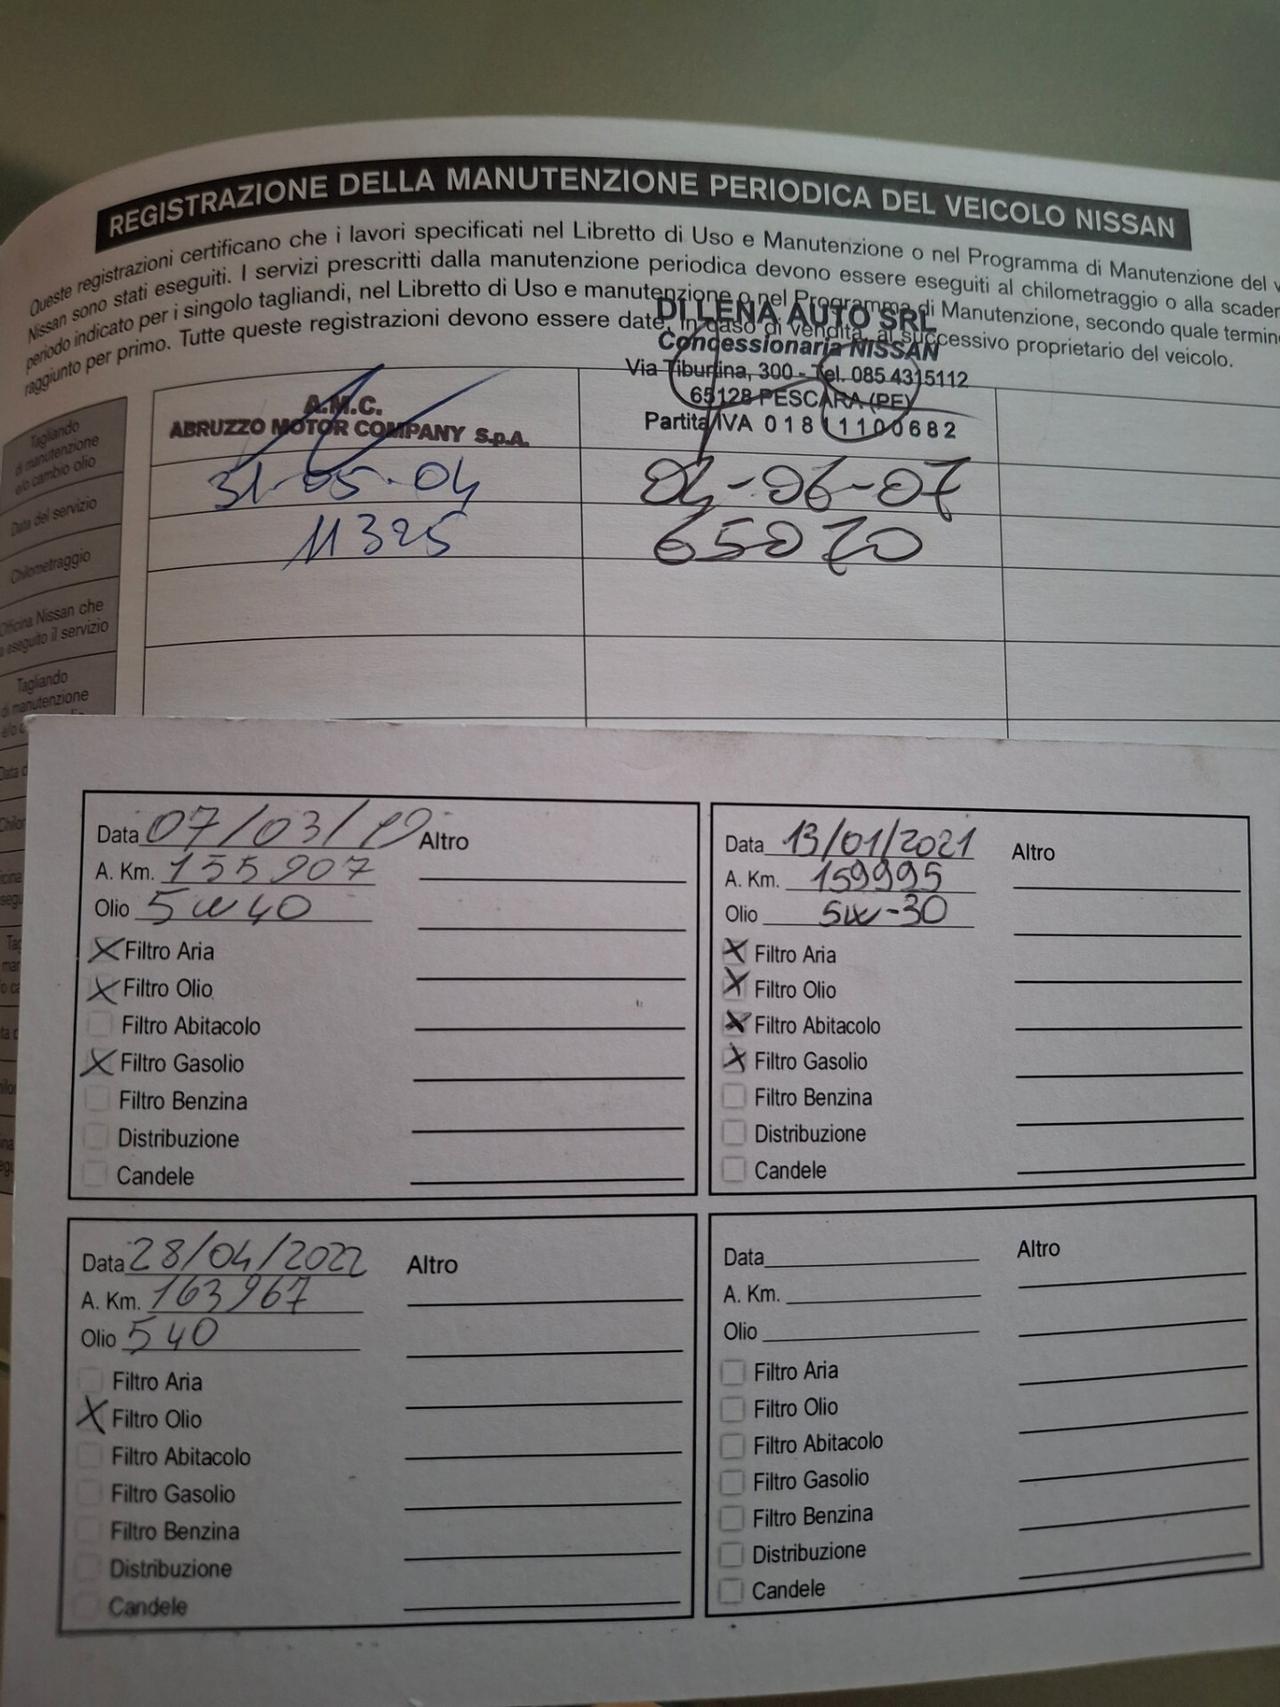 REGISTRAZIONE DELLA MANUTENZIONE PERIODICA DEL VEICOLO NISSAN
Queste registrazioni certificano che i lavori specificati nel Libretto di Uso e Manutenzione o nel Programma di Manutenzione del
Nissan sono stati eseguiti. I servizi prescritti dalla manutenzione periodica devono essere eseguiti al chilometraggio o alla scaden
periodo indicato per i singolo tagliandi, nel Libretto di Uso e manutenzione o nel Programma di Manutenzione, secondo quale termine
raggiunto per primo. Tutte queste registrazioni devono essere date, in caso di vendita, al successivo proprietario del veicolo.
Tagliando
di manutenzione
e/o cambio olio
A.M.C.
ABRUZZO MOTOR COMPANY S.p.A.
DI LENA AUTO SRL
Concessionaria NISSAN
Via Tiburtina, 300 - Tel. 085 4315112
65128 PESCARA (PE)
Partita IVA 01811100682
Data del servizio
31-05-04
04-06-07
Chilometraggio
11325
65070
Officina Nissan che
a eseguito il servizio
Tagliando
di manutenzione
Data 07/03/19 Altro
A. Km. 155907
Olio 5w40
X Filtro Aria
X Filtro Olio
Filtro Abitacolo
X Filtro Gasolio
Filtro Benzina
Distribuzione
Candele
Data 13/01/2021 Altro
A. Km. 159995
Olio 5w-30
X Filtro Aria
X Filtro Olio
X Filtro Abitacolo
X Filtro Gasolio
Filtro Benzina
Distribuzione
Candele
Data 28/04/2022 Altro
A. Km. 163967
Olio 540
Filtro Aria
X Filtro Olio
Filtro Abitacolo
Filtro Gasolio
Filtro Benzina
Distribuzione
Candele
Data Altro
A. Km.
Olio
Filtro Aria
Filtro Olio
Filtro Abitacolo
Filtro Gasolio
Filtro Benzina
Distribuzione
Candele